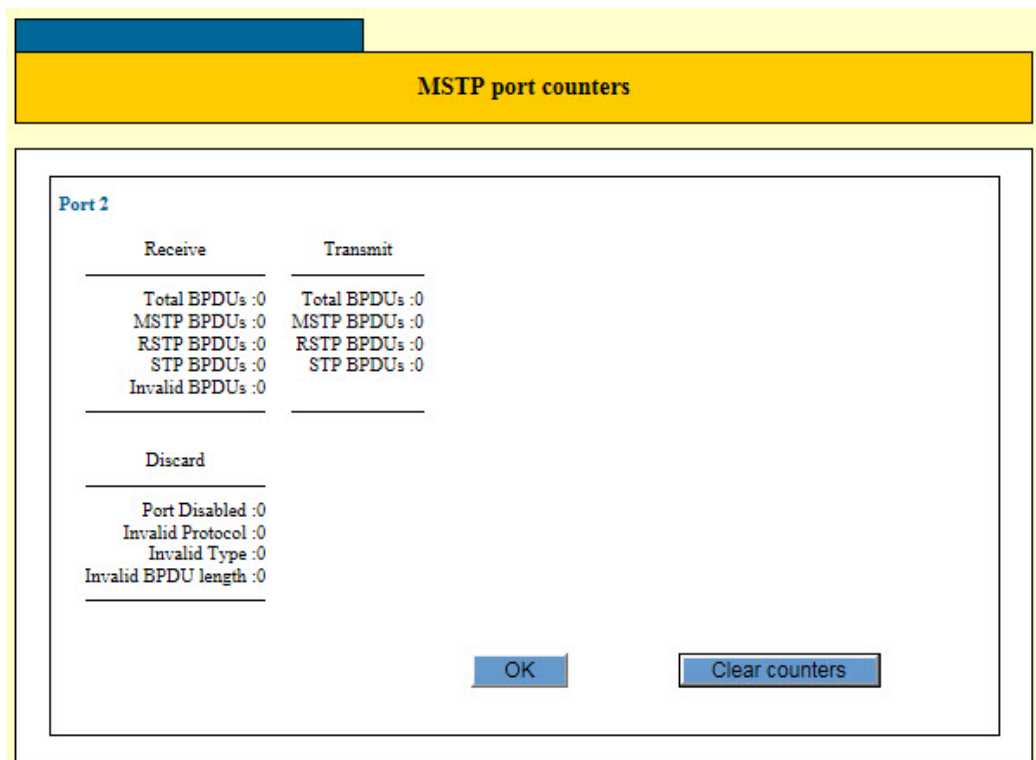 MSTP port counters
Port 2
Receive Transmit
Total BPDUs :0 Total BPDUs :0
MSTP BPDUs :0 MSTP BPDUs :0
RSTP BPDUs :0 RSTP BPDUs :0
STP BPDUs :0 STP BPDUs :0
Invalid BPDUs :0
Discard
Port Disabled :0
Invalid Protocol :0
Invalid Type :0
Invalid BPDU length :0
OK Clear counters